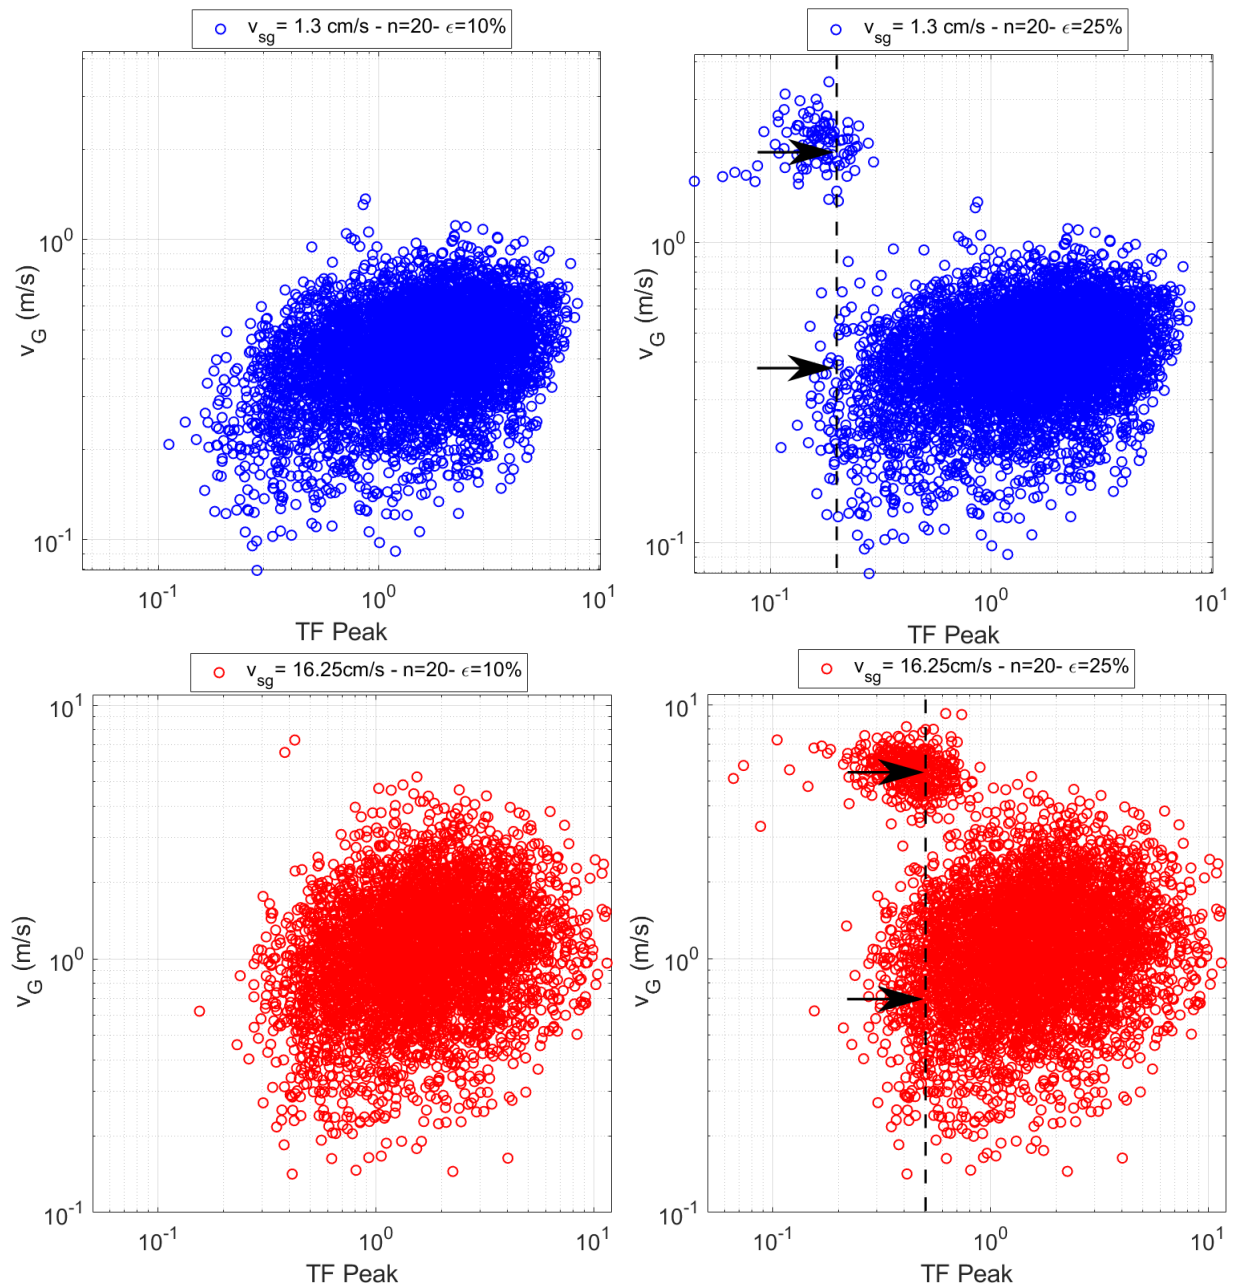 v_sg= 1.3 cm/s - n=20- ϵ=10%
10^0
10^-1
v_G (m/s)
10^-1
10^0
10^1
TF Peak
v_sg= 1.3 cm/s - n=20- ϵ=25%
10^0
10^-1
v_G (m/s)
10^-1
10^0
10^1
TF Peak
v_sg= 16.25cm/s - n=20- ϵ=10%
10^1
10^0
10^-1
v_G (m/s)
10^-1
10^0
10^1
TF Peak
v_sg= 16.25cm/s - n=20- ϵ=25%
10^1
10^0
10^-1
v_G (m/s)
10^-1
10^0
10^1
TF Peak